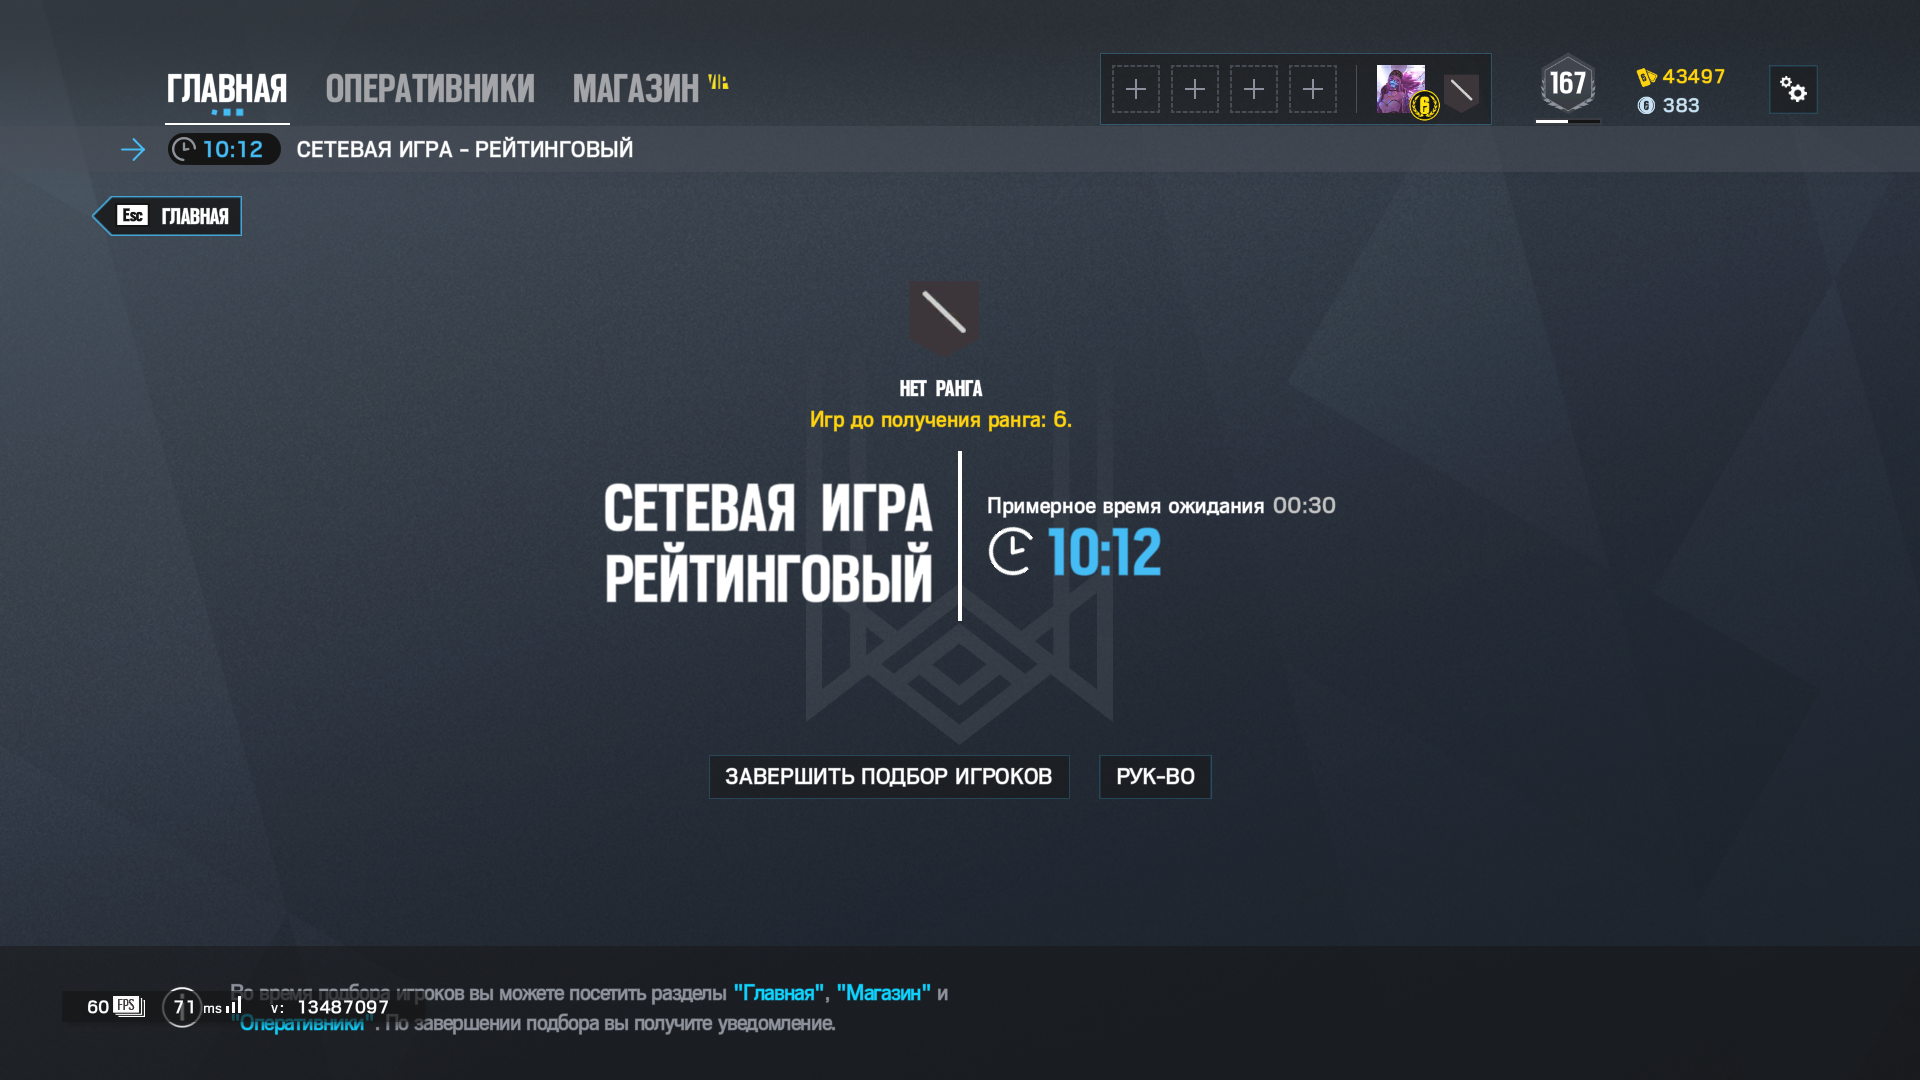 ГЛАВНАЯ ОПЕРАТИВНИКИ МАГАЗИН
167
43497
383
10:12 СЕТЕВАЯ ИГРА - РЕЙТИНГОВЫЙ
Esc ГЛАВНАЯ
НЕТ РАНГА
Игр до получения ранга: 6.
СЕТЕВАЯ ИГРА
РЕЙТИНГОВЫЙ
Примерное время ожидания 00:30
10:12
ЗАВЕРШИТЬ ПОДБОР ИГРОКОВ РУК-ВО
Во время подбора игроков вы можете посетить разделы "Главная", "Магазин" и
"Оперативники". По завершении подбора вы получите уведомление.
60 FPS 71 ms v: 13487097